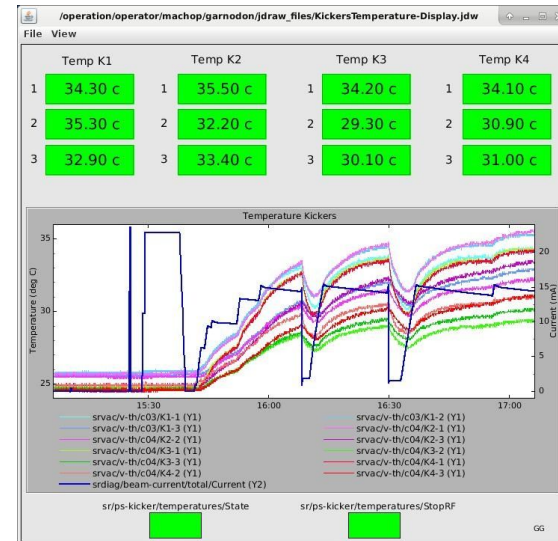 /operation/operator/machop/garnodon/jdraw_files/KickersTemperature-Display.jdw
File View
Temp K1 Temp K2 Temp K3 Temp K4
1 34.30 c 1 35.50 c 1 34.20 c 1 34.10 c
2 35.30 c 2 32.20 c 2 29.30 c 2 30.90 c
3 32.90 c 3 33.40 c 3 30.10 c 3 31.00 c
Temperature Kickers
Temperature (deg C)
35
30
25
20
15
10
5
0
Current (mA)
15:30 16:00 16:30 17:00
srvac/v-th/c03/K1-1 (Y1) srvac/v-th/c03/K1-2 (Y1)
srvac/v-th/c03/K1-3 (Y1) srvac/v-th/c04/K2-1 (Y1)
srvac/v-th/c04/K2-2 (Y1) srvac/v-th/c04/K2-3 (Y1)
srvac/v-th/c04/K3-1 (Y1) srvac/v-th/c04/K3-2 (Y1)
srvac/v-th/c04/K3-3 (Y1) srvac/v-th/c04/K4-1 (Y1)
srvac/v-th/c04/K4-2 (Y1) srvac/v-th/c04/K4-3 (Y1)
srdiag/beam-current/total/Current (Y2)
sr/ps-kicker/temperatures/State sr/ps-kicker/temperatures/StopRF
GG